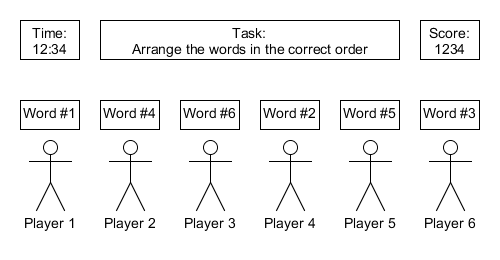 Time:
12:34
Task:
Arrange the words in the correct order
Score:
1234
Word #1
Word #4
Word #6
Word #2
Word #5
Word #3
Player 1
Player 2
Player 3
Player 4
Player 5
Player 6